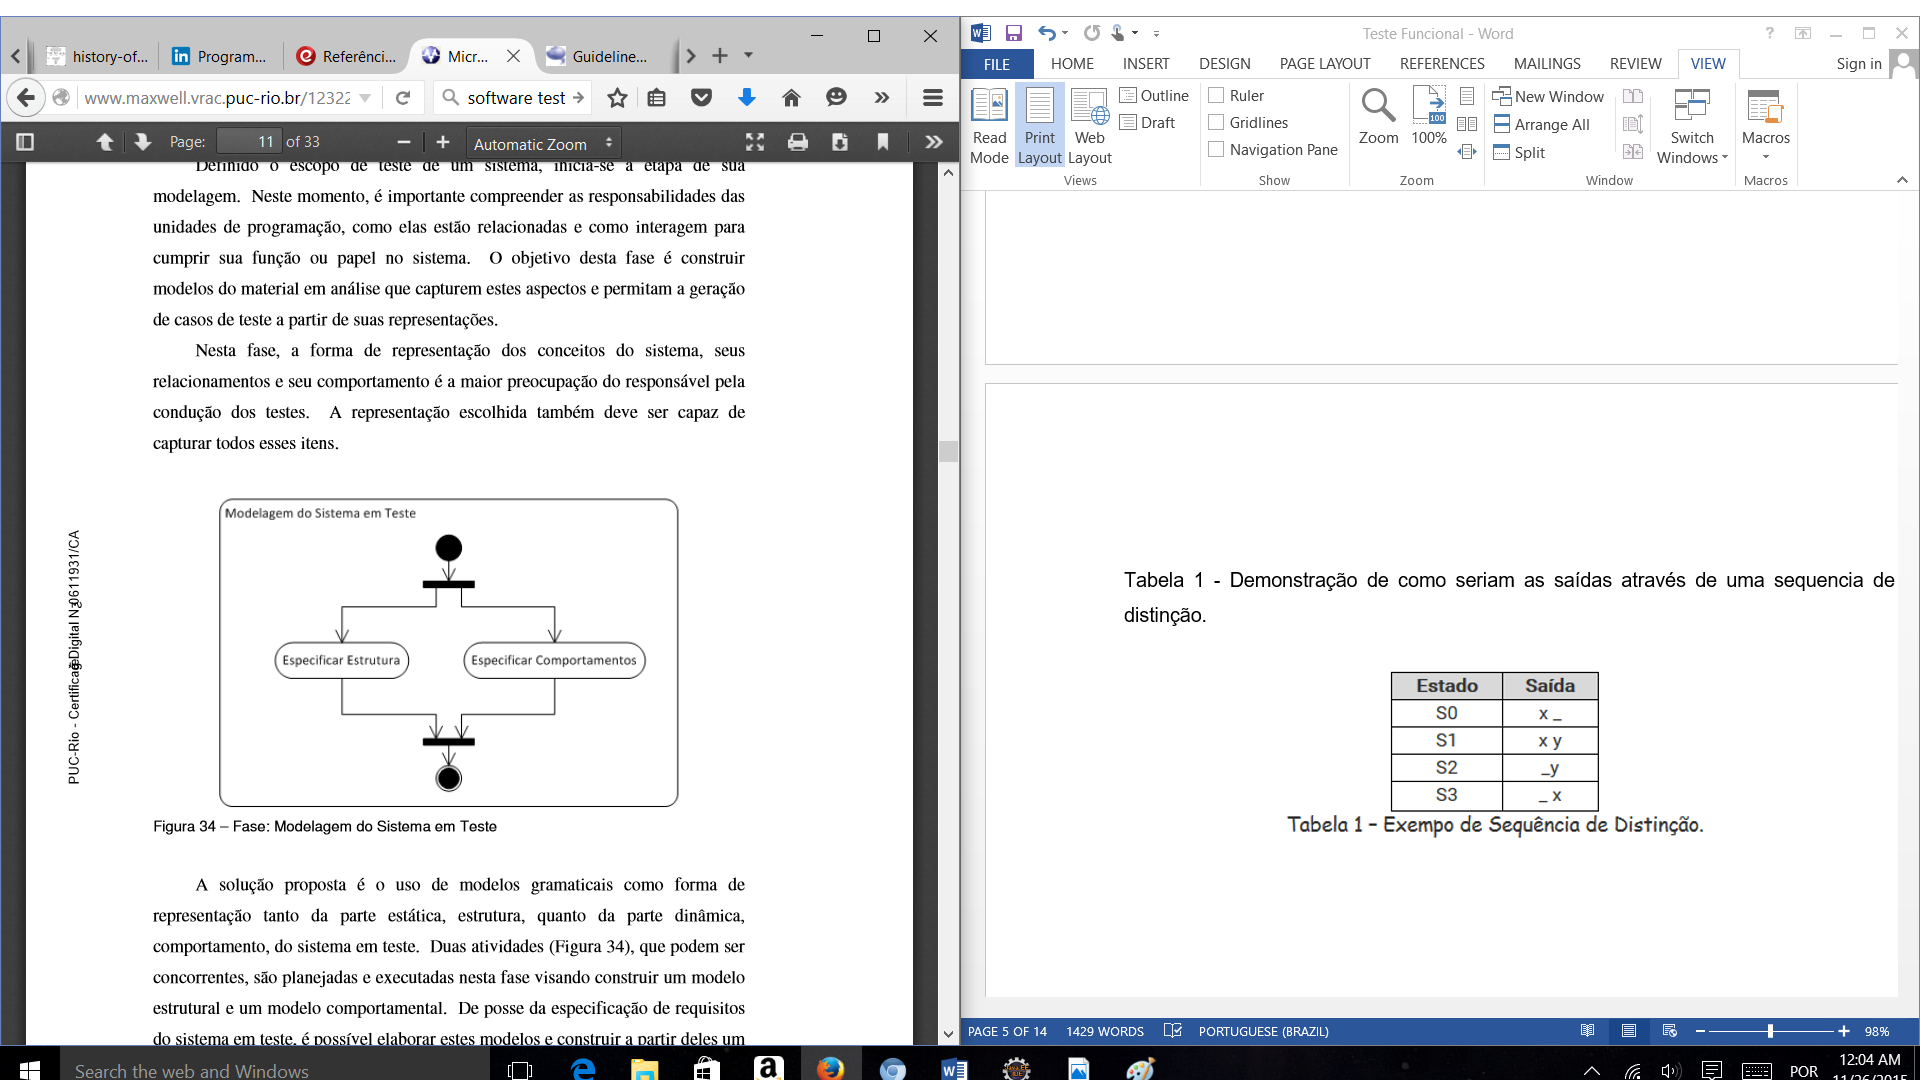 history-of...
Program...
Referênci...
Micr...
Guideline...
www.maxwell.vrac.puc-rio.br/12322
software test
Page: 11 of 33
Automatic Zoom
Definido o escopo de teste de um sistema, inicia-se a etapa de sua
modelagem. Neste momento, é importante compreender as responsabilidades das
unidades de programação, como elas estão relacionadas e como interagem para
cumprir sua função ou papel no sistema. O objetivo desta fase é construir
modelos do material em análise que capturem estes aspectos e permitam a geração
de casos de teste a partir de suas representações.
Nesta fase, a forma de representação dos conceitos do sistema, seus
relacionamentos e seu comportamento é a maior preocupação do responsável pela
condução dos testes. A representação escolhida também deve ser capaz de
capturar todos esses itens.
PUC-Rio - Certificação Digital Nº 0611931/CA
Modelagem do Sistema em Teste
Especificar Estrutura
Especificar Comportamentos
Figura 34 – Fase: Modelagem do Sistema em Teste
A solução proposta é o uso de modelos gramaticais como forma de
representação tanto da parte estática, estrutura, quanto da parte dinâmica,
comportamento, do sistema em teste. Duas atividades (Figura 34), que podem ser
concorrentes, são planejadas e executadas nesta fase visando construir um modelo
estrutural e um modelo comportamental. De posse da especificação de requisitos
do sistema em teste, é possível elaborar estes modelos e construir a partir deles um
Teste Funcional - Word
FILE HOME INSERT DESIGN PAGE LAYOUT REFERENCES MAILINGS REVIEW VIEW Sign in
Read Mode
Print Layout
Web Layout
Outline
Draft
Views
Ruler
Gridlines
Navigation Pane
Show
Zoom
100
100%
Zoom
New Window
Arrange All
Split
Switch Windows
Window
Macros
Macros
Tabela 1 - Demonstração de como seriam as saídas através de uma sequencia de
distinção.
Estado Saída
S0 x _
S1 x y
S2 _y
S3 _ x
Tabela 1 – Exempo de Sequência de Distinção.
PAGE 5 OF 14 1429 WORDS PORTUGUESE (BRAZIL) 98%
Search the web and Windows
POR
12:04 AM
11/26/2015